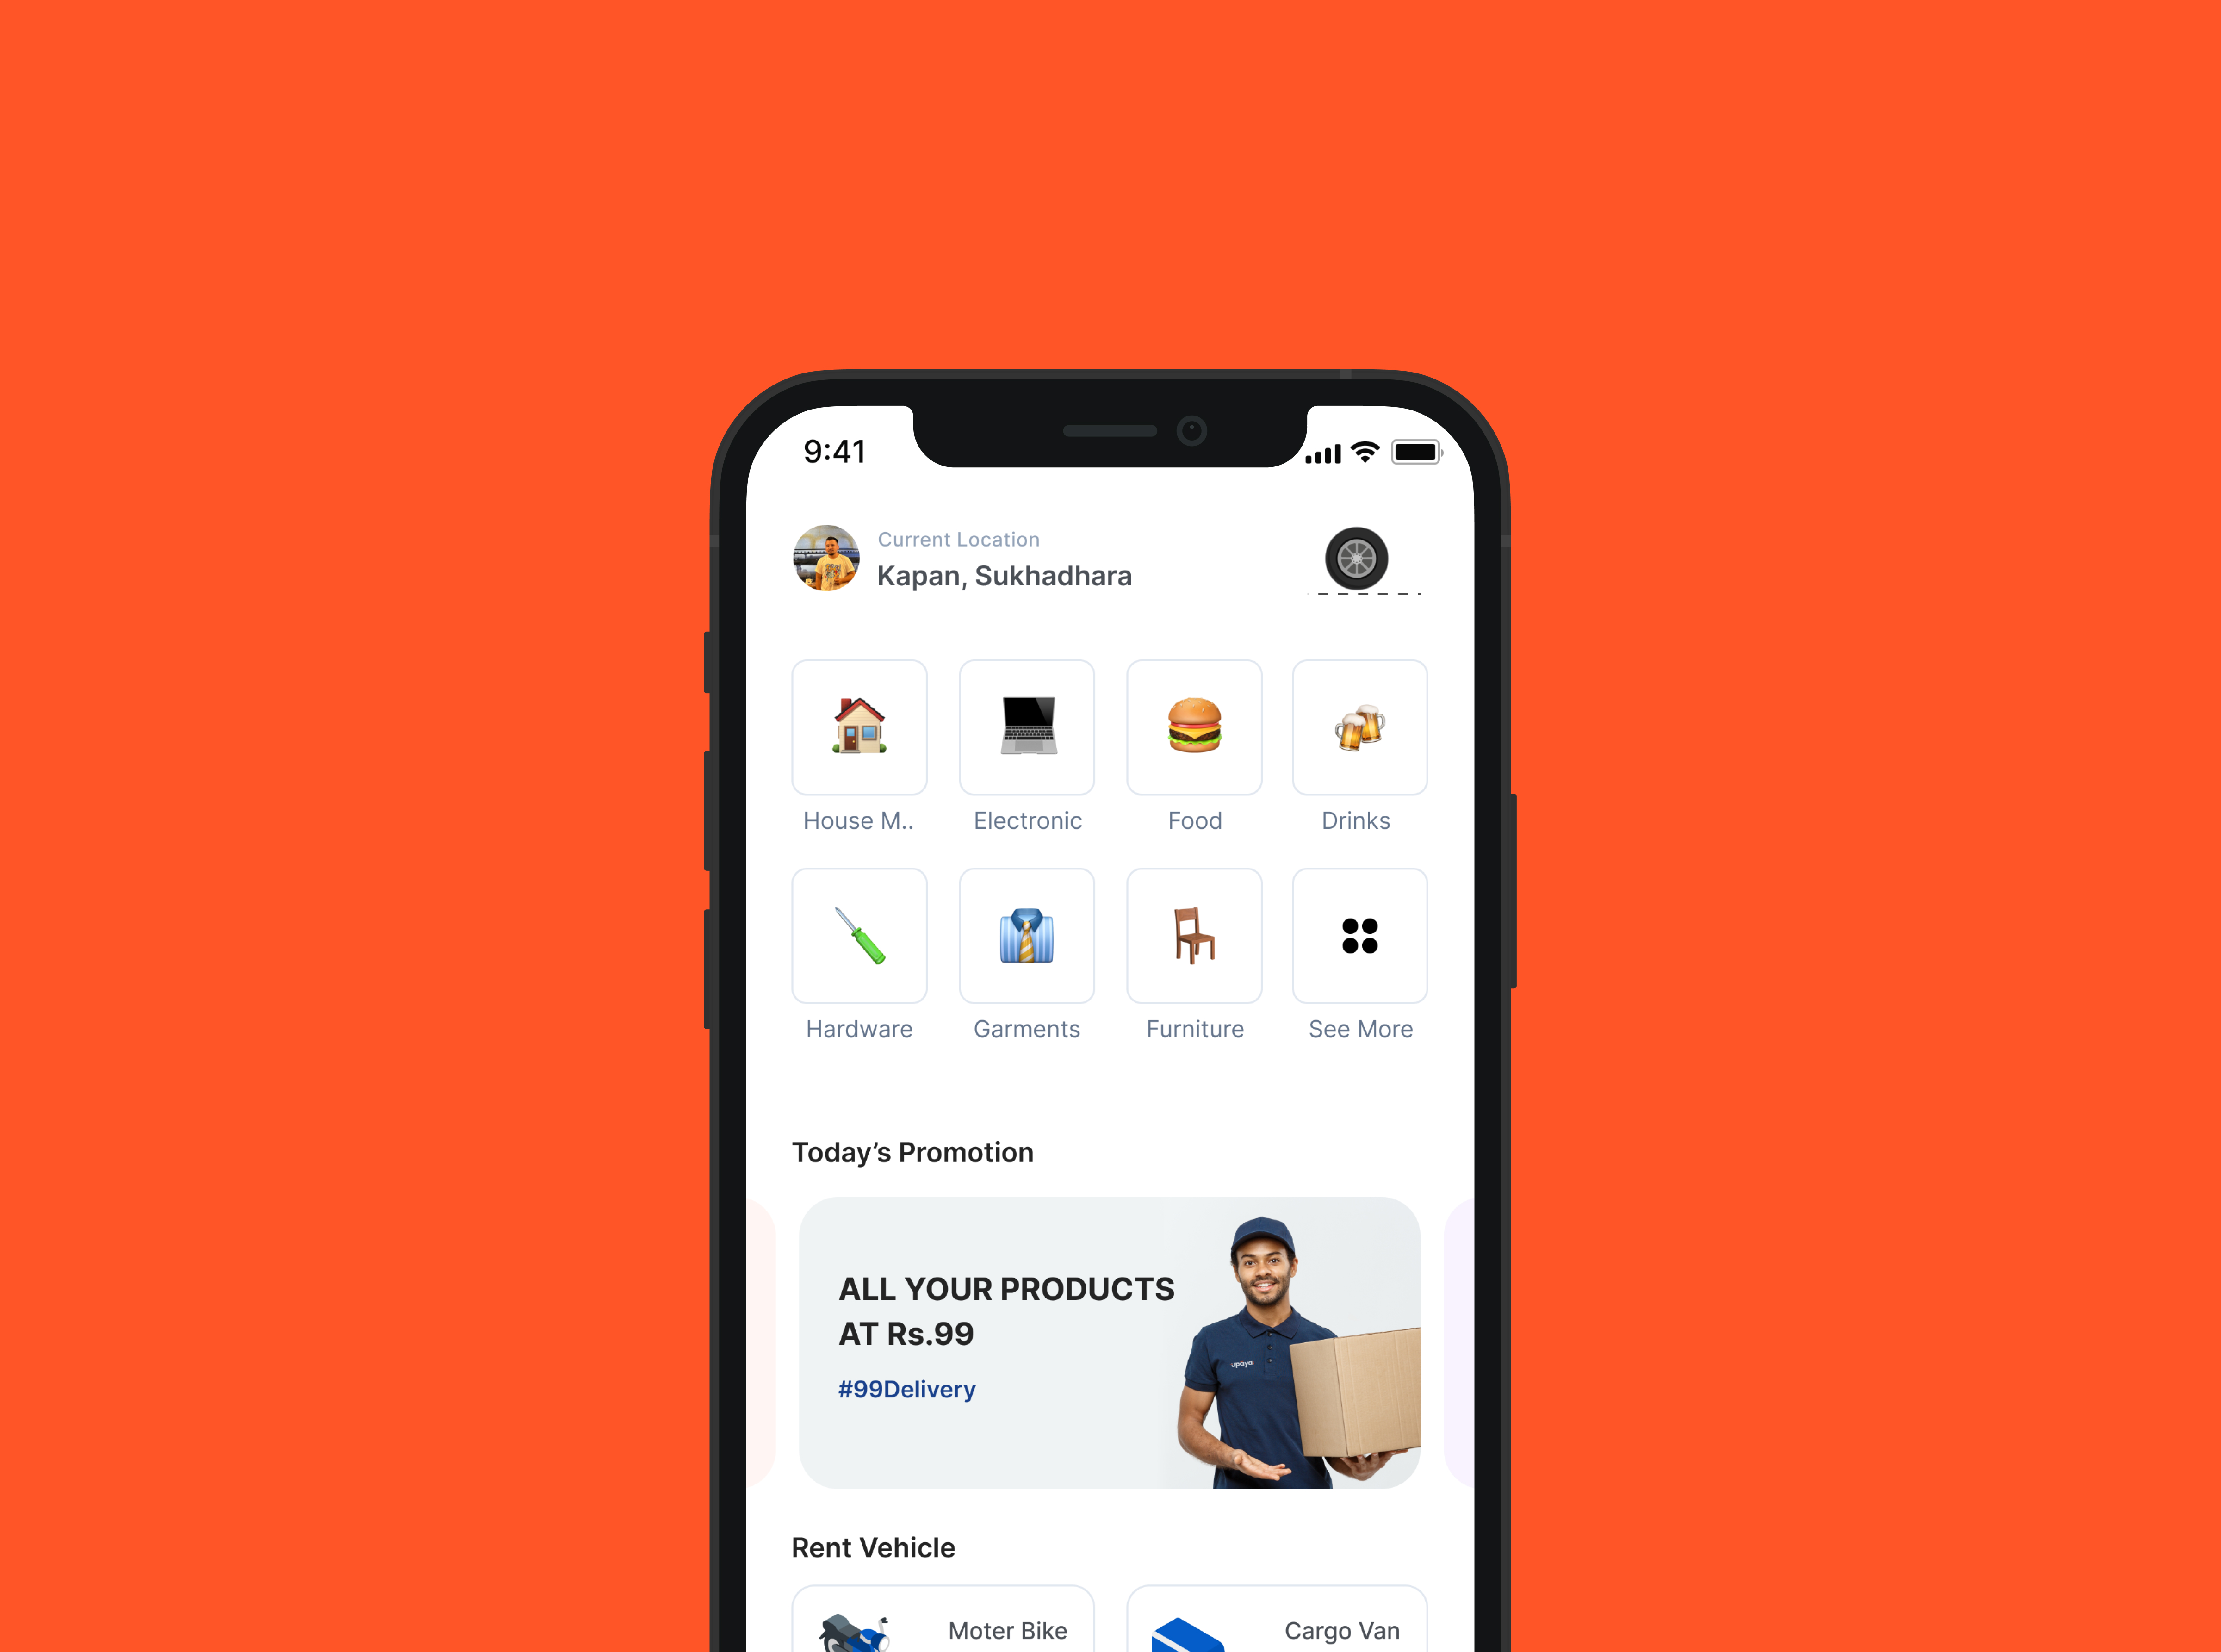 9:41
Current Location
Kapan, Sukhadhara
House M..
Electronic
Food
Drinks
Hardware
Garments
Furniture
See More
Today’s Promotion
ALL YOUR PRODUCTS
AT Rs.99
#99Delivery
upaya
Rent Vehicle
Moter Bike
Cargo Van